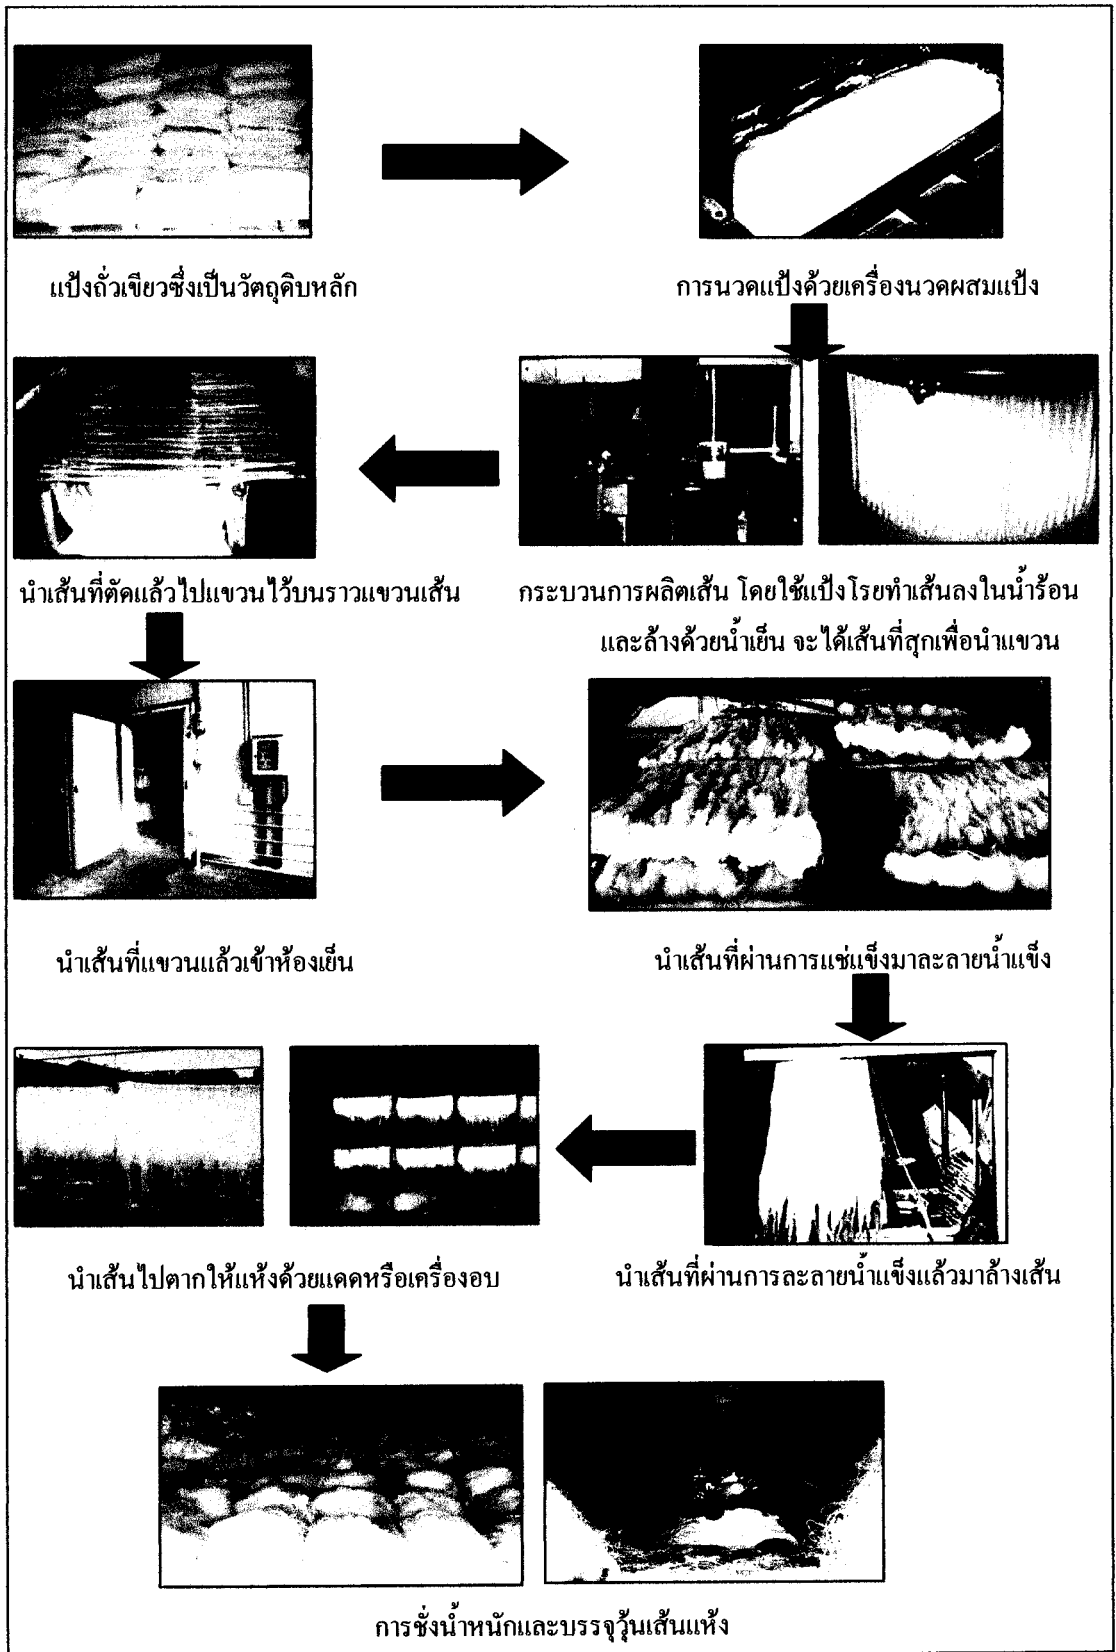 แป้งถั่วเขียวซึ่งเป็นวัตถุดิบหลัก
การนวดแป้งด้วยเครื่องนวดผสมแป้ง
กระบวนการผลิตเส้น โดยใช้แป้งโรยทำเส้นลงในน้ำร้อน
และล้างด้วยน้ำเย็น จะได้เส้นที่สุกเพื่อนำแขวน
นำเส้นที่ตัดแล้วไปแขวนไว้บนราวแขวนเส้น
นำเส้นที่แขวนแล้วเข้าห้องเย็น
นำเส้นที่ผ่านการแช่แข็งมาละลายน้ำแข็ง
นำเส้นที่ผ่านการละลายน้ำแข็งแล้วมาล้างเส้น
นำเส้นไปตากให้แห้งด้วยแดดหรือเครื่องอบ
การชั่งน้ำหนักและบรรจุวุ้นเส้นแห้ง